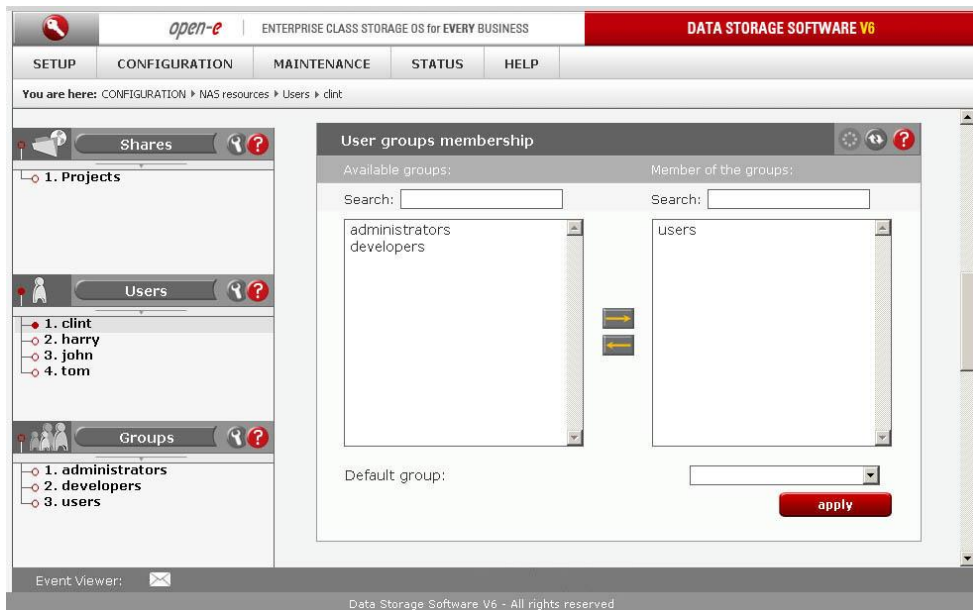 open-e ENTERPRISE CLASS STORAGE OS for EVERY BUSINESS DATA STORAGE SOFTWARE V6
SETUP CONFIGURATION MAINTENANCE STATUS HELP
You are here: CONFIGURATION NAS resources Users clint
Shares
1. Projects
Users
1. clint
2. harry
3. john
4. tom
Groups
1. administrators
2. developers
3. users
User groups membership
Available groups: Member of the groups:
Search: Search:
administrators
developers
users
Default group:
apply
Event Viewer:
Data Storage Software V6 - All rights reserved